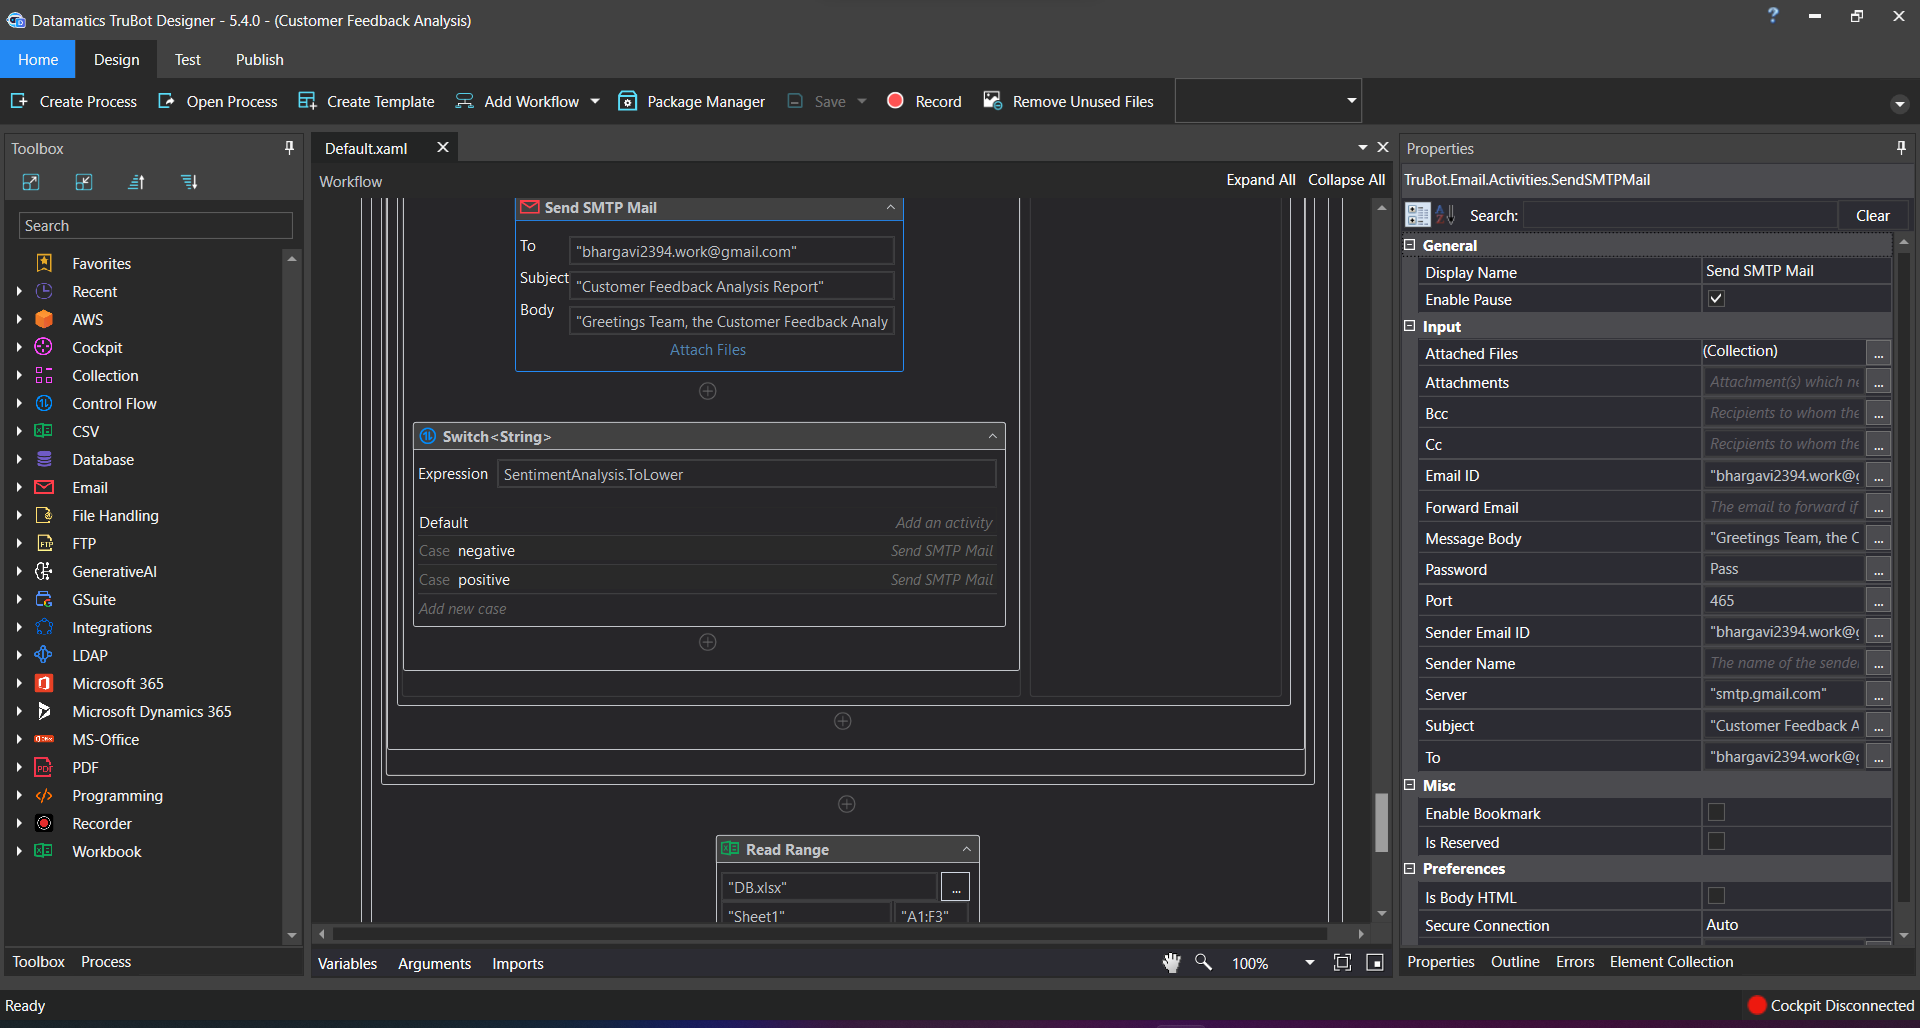 Datamatics TruBot Designer - 5.4.0 - (Customer Feedback Analysis)
Home Design Test Publish
Create Process Open Process Create Template Add Workflow Package Manager Save Record Remove Unused Files
Toolbox
Search
Favorites
Recent
AWS
Cockpit
Collection
Control Flow
CSV
Database
Email
File Handling
FTP
GenerativeAI
GSuite
Integrations
LDAP
Microsoft 365
Microsoft Dynamics 365
MS-Office
PDF
Programming
Recorder
Workbook
Toolbox Process
Default.xaml
Workflow Expand All Collapse All
Send SMTP Mail
To "bhargavi2394.work@gmail.com"
Subject "Customer Feedback Analysis Report"
Body "Greetings Team, the Customer Feedback Analy
Attach Files
Switch<String>
Expression SentimentAnalysis.ToLower
Default Add an activity
Case negative Send SMTP Mail
Case positive Send SMTP Mail
Add new case
Read Range
"DB.xlsx" ...
"Sheet1" "A1:F3"
Variables Arguments Imports 100%
Properties
TruBot.Email.Activities.SendSMTPMail
Search: Clear
General
Display Name Send SMTP Mail
Enable Pause
Input
Attached Files (Collection) ...
Attachments Attachment(s) which ne ...
Bcc Recipients to whom the ...
Cc Recipients to whom the ...
Email ID "bhargavi2394.work@g ...
Forward Email The email to forward if ...
Message Body "Greetings Team, the C ...
Password Pass ...
Port 465 ...
Sender Email ID "bhargavi2394.work@g ...
Sender Name The name of the sende ...
Server "smtp.gmail.com" ...
Subject "Customer Feedback A ...
To "bhargavi2394.work@g ...
Misc
Enable Bookmark
Is Reserved
Preferences
Is Body HTML
Secure Connection Auto
Properties Outline Errors Element Collection
Ready Cockpit Disconnected